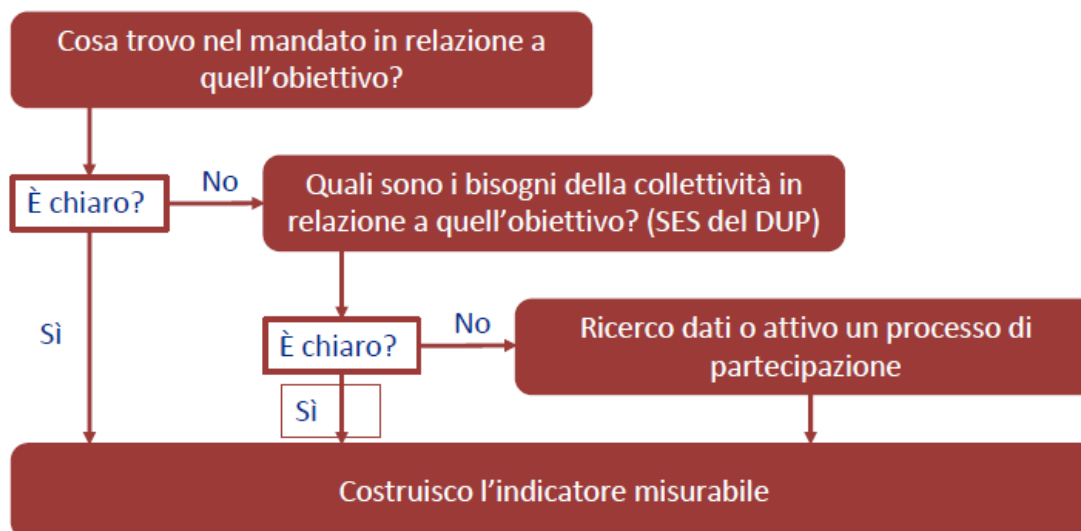 Cosa trovo nel mandato in relazione a
quell'obiettivo?
È chiaro?
No
Quali sono i bisogni della collettività in
relazione a quell'obiettivo? (SES del DUP)
Sì
È chiaro?
No
Ricerco dati o attivo un processo di
partecipazione
Sì
Costruisco l'indicatore misurabile